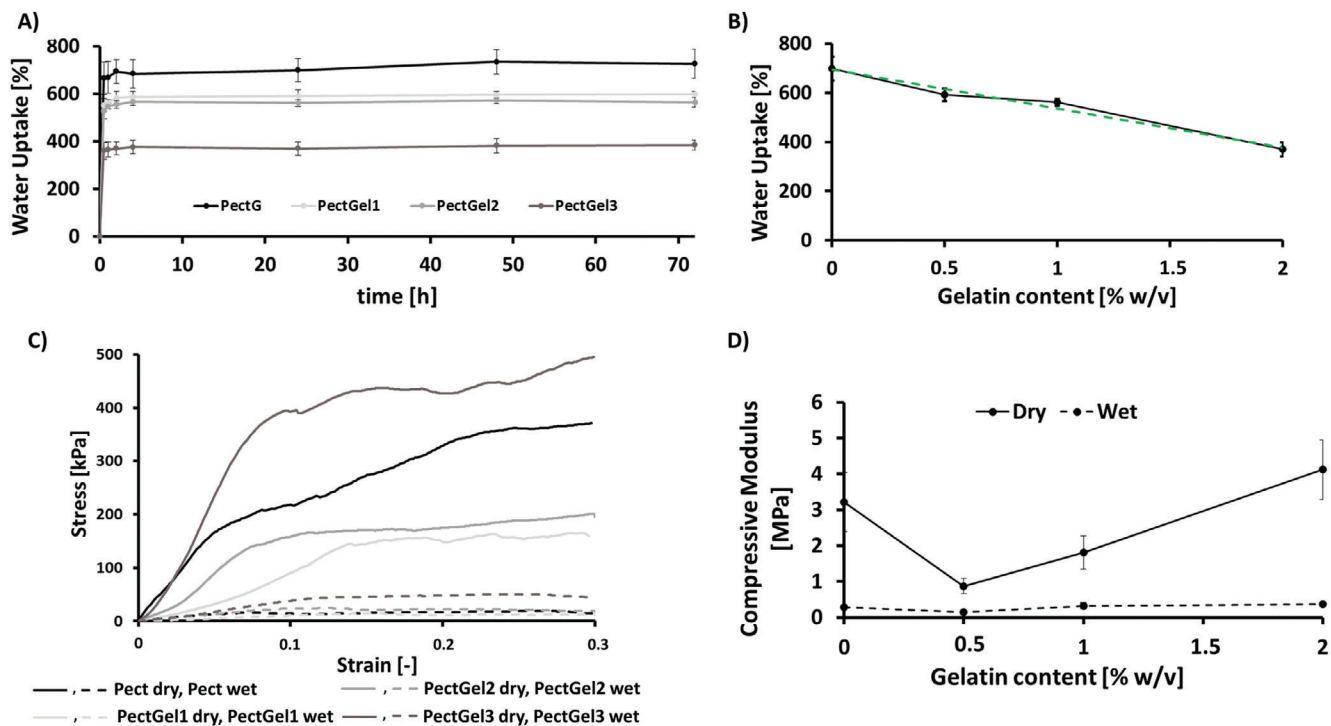 A)
Water Uptake [%]
800
600
400
200
0
PectG PectGel1 PectGel2 PectGel3
0 10 20 30 40 50 60 70
time [h]
B)
Water Uptake [%]
800
600
400
200
0
0 0.5 1 1.5 2
Gelatin content [% w/v]
C)
Stress [kPa]
500
400
300
200
100
0
0 0.1 0.2 0.3
Strain [-]
, Pect dry, Pect wet
, PectGel2 dry, PectGel2 wet
, PectGel1 dry, PectGel1 wet
, PectGel3 dry, PectGel3 wet
D)
Compressive Modulus
[MPa]
Dry Wet
6
5
4
3
2
1
0
0 0.5 1 1.5 2
Gelatin content [% w/v]